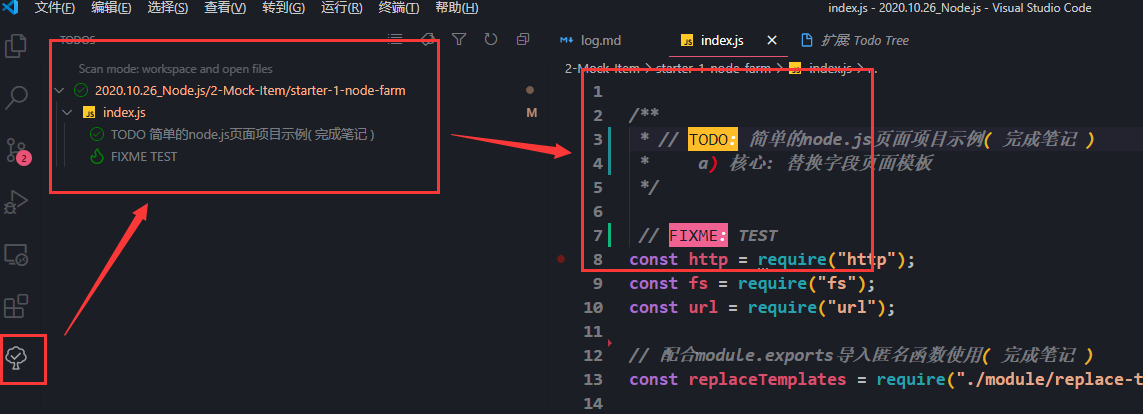 文件(F) 编辑(E) 选择(S) 查看(V) 转到(G) 运行(R) 终端(T) 帮助(H) index.js - 2020.10.26_Node.js - Visual Studio Code
TODOS
log.md index.js 扩展: Todo Tree
Scan mode: workspace and open files
2-Mock-Item starter-1-node-farm index.js ...
2020.10.26_Node.js/2-Mock-Item/starter-1-node-farm
index.js M
TODO 简单的node.js页面项目示例( 完成笔记 )
FIXME TEST
2
1
2 /**
3 * // TODO: 简单的node.js页面项目示例( 完成笔记 )
4 * a) 核心: 替换字段页面模板
5 */
6
7 // FIXME: TEST
8 const http = require("http");
9 const fs = require("fs");
10 const url = require("url");
11
12 // 配合module.exports导入匿名函数使用( 完成笔记 )
13 const replaceTemplates = require("./module/replace-t
14